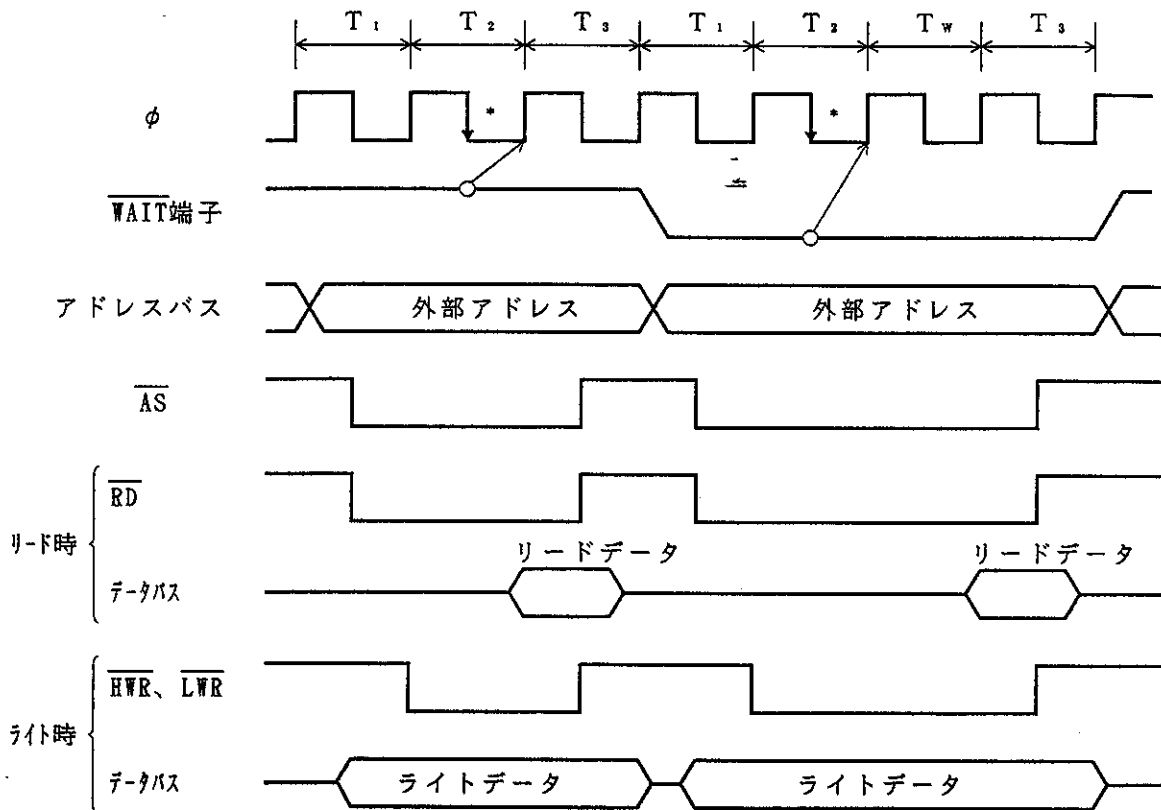 T₁ T₂ T₃ T₁ T₂ T_W T₃
φ
* *
WAIT端子
アドレスバス 外部アドレス 外部アドレス
AS
RD
リード時
リードデータ リードデータ
データバス
HWR、LWR
ライト時
データバス ライトデータ ライトデータ